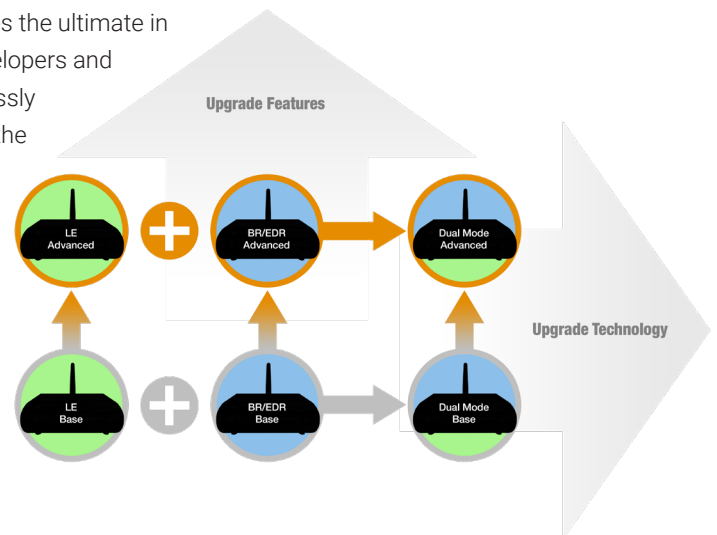 s the ultimate in
elopers and
ssly
the
Upgrade Features
LE
Advanced
BR/EDR
Advanced
Dual Mode
Advanced
Upgrade Technology
LE
Base
BR/EDR
Base
Dual Mode
Base